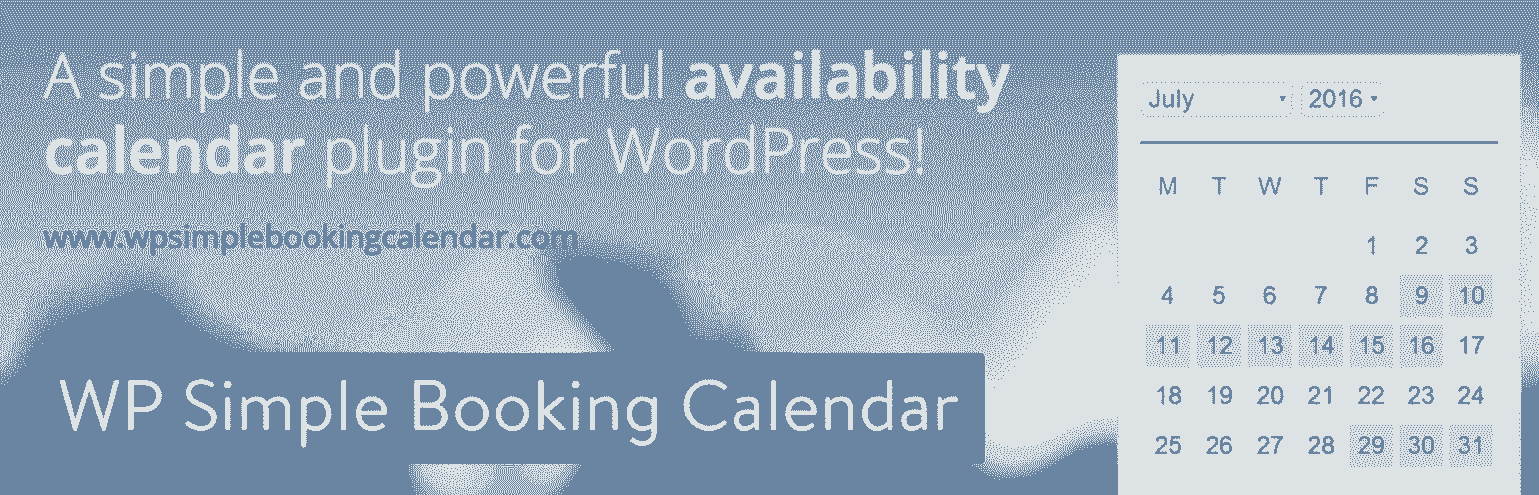 A simple and powerful availability
calendar plugin for WordPress!
www.wpsimplebookingcalendar.com
WP Simple Booking Calendar
July 2016
M T W T F S S
1 2 3
4 5 6 7 8 9 10
11 12 13 14 15 16 17
18 19 20 21 22 23 24
25 26 27 28 29 30 31